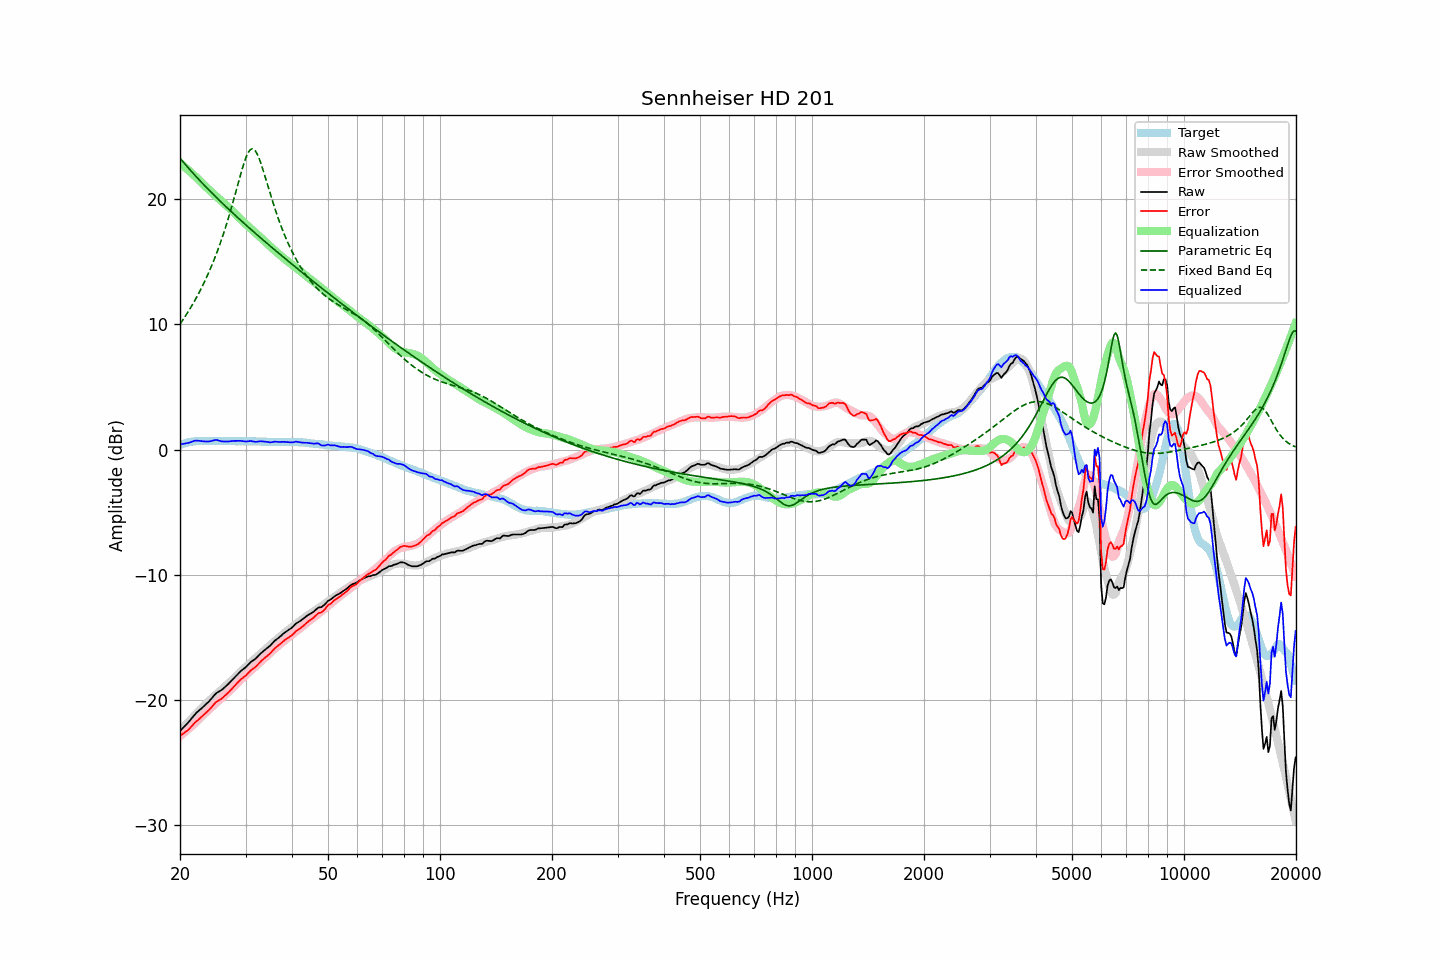 Sennheiser HD 201
Target
Raw Smoothed
Error Smoothed
Raw
Error
Equalization
Parametric Eq
Fixed Band Eq
Equalized
Amplitude (dBr)
20
10
0
−10
−20
−30
20
50
100
200
500
1000
2000
5000
10000
20000
Frequency (Hz)